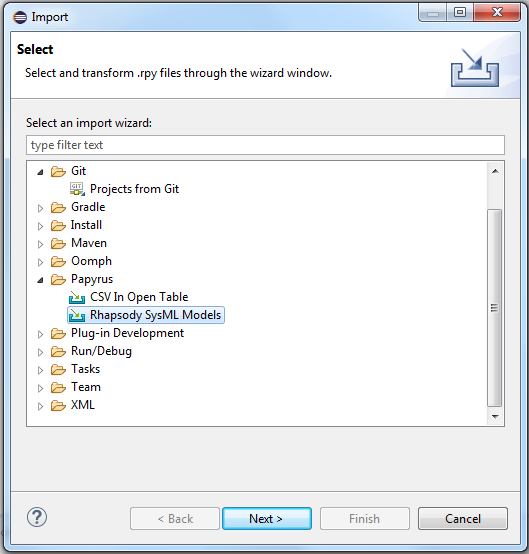 Import
Select
Select and transform .rpy files through the wizard window.
Select an import wizard:
type filter text
Git
GIT
Projects from Git
Gradle
Install
Maven
Oomph
Papyrus
CSV In Open Table
Rhapsody SysML Models
Plug-in Development
Run/Debug
Tasks
Team
XML
?
< Back
Next >
Finish
Cancel